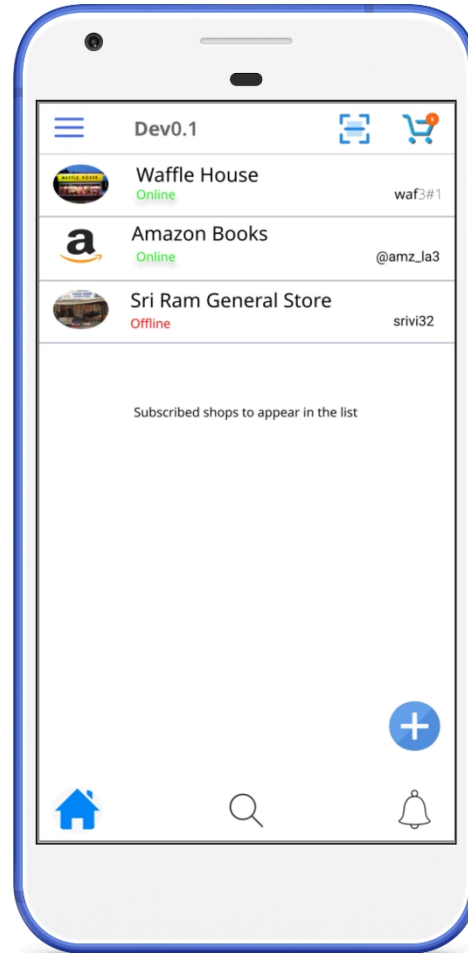 Dev0.1
Waffle House
Online
waf3#1
Amazon Books
Online
@amz_la3
Sri Ram General Store
Offline
srivi32
Subscribed shops to appear in the list